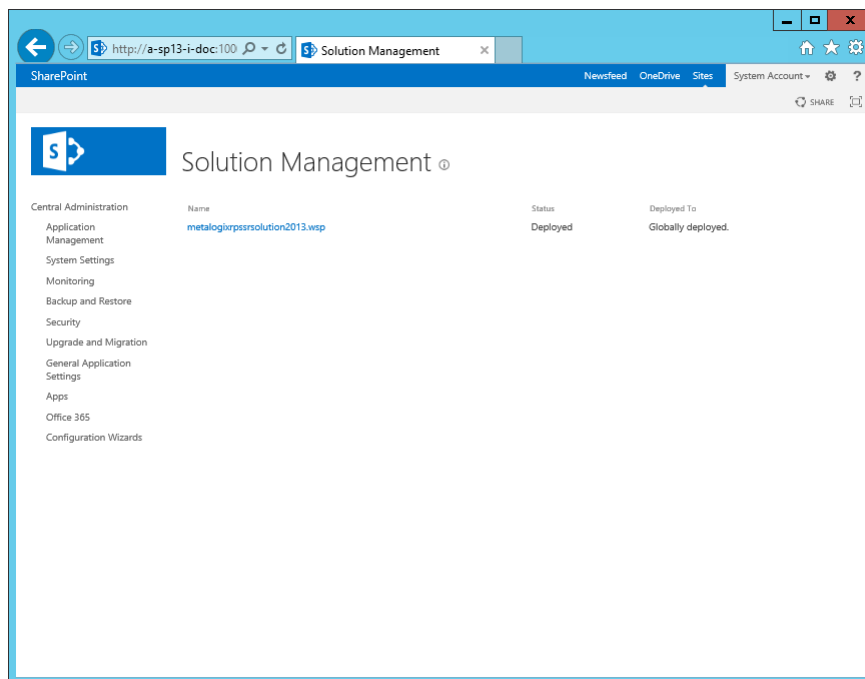 http://a-sp13-i-doc:100
Solution Management
SharePoint
Newsfeed OneDrive Sites System Account ?
SHARE
S
Solution Management
Central Administration
Name Status Deployed To
Application Management
metalogixrpssrsolution2013.wsp Deployed Globally deployed.
System Settings
Monitoring
Backup and Restore
Security
Upgrade and Migration
General Application
Settings
Apps
Office 365
Configuration Wizards